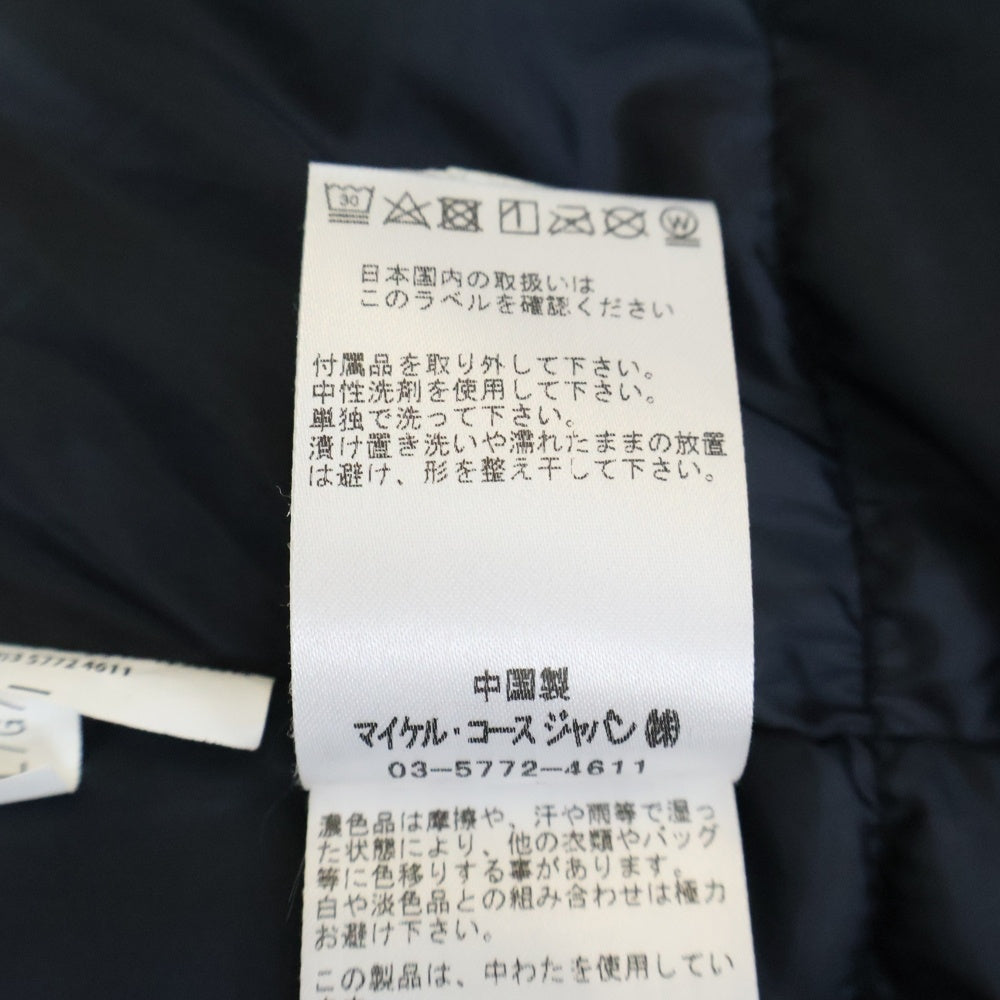 30
W
日本国内の取扱いは
このラベルを確認ください
付属品を取り外して下さい。
中性洗剤を使用して下さい。
単独で洗って下さい。
漬け置き洗いや濡れたままの放置
は避け、形を整え干して下さい。
中国製
マイケル・コース ジャパン ㈱
03-5772-4611
濃色品は摩擦や、汗や雨等で湿っ
た状態により、他の衣類やバッグ
等に色移りする事があります。
白や淡色品との組み合わせは極力
お避け下さい。
この製品は、中わたを使用してい
03 5772 4611